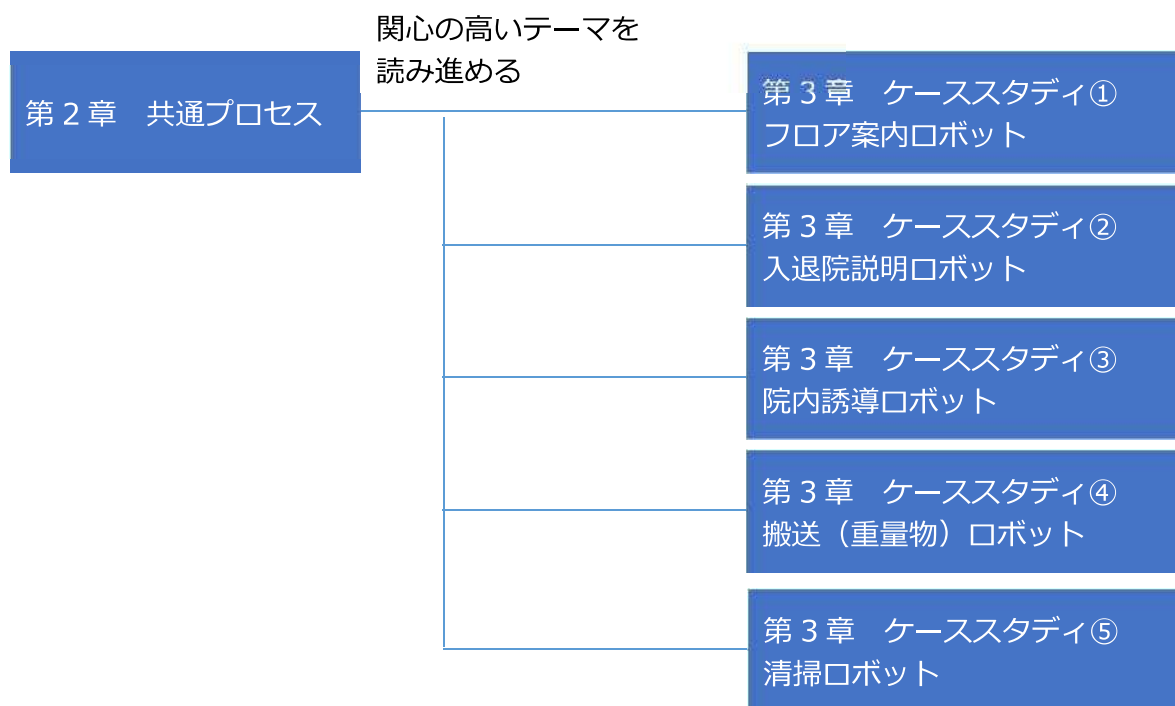 関心の高いテーマを
読み進める
第２章　共通プロセス
第３章　ケーススタディ①
フロア案内ロボット
第３章　ケーススタディ②
入退院説明ロボット
第３章　ケーススタディ③
院内誘導ロボット
第３章　ケーススタディ④
搬送（重量物）ロボット
第３章　ケーススタディ⑤
清掃ロボット